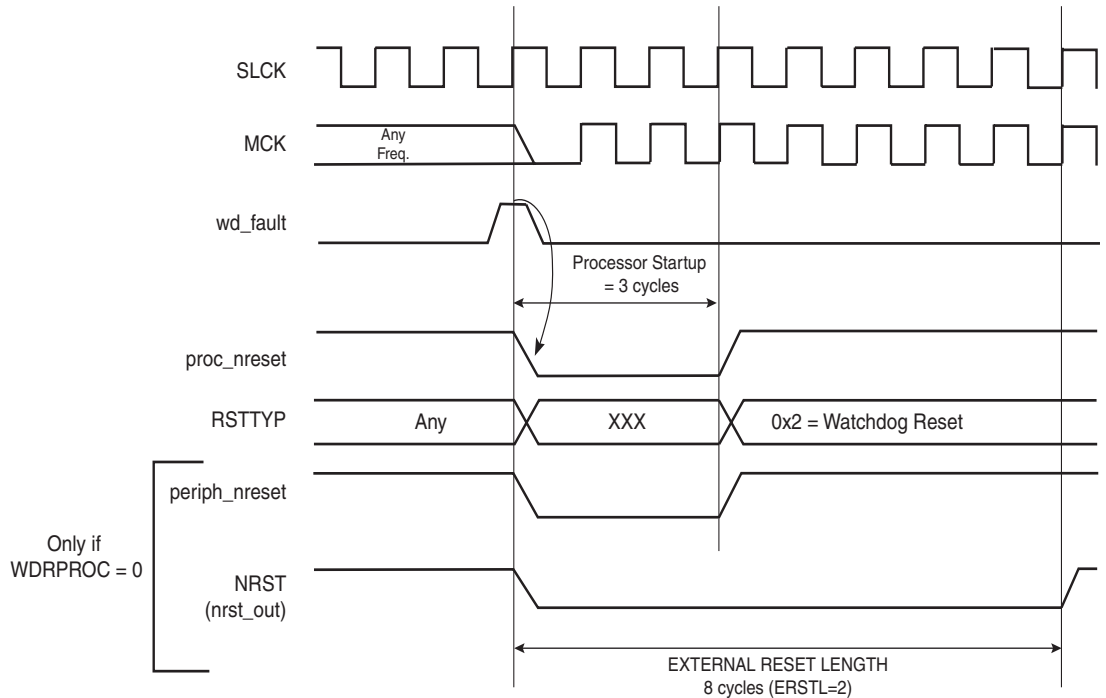 SLCK
MCK
Any
Freq.
wd_fault
Processor Startup
= 3 cycles
proc_nreset
RSTTYP
Any
XXX
0x2 = Watchdog Reset
periph_nreset
Only if
WDRPROC = 0
NRST
(nrst_out)
EXTERNAL RESET LENGTH
8 cycles (ERSTL=2)